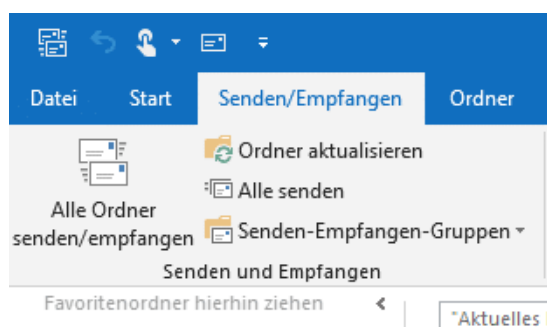 Datei Start Senden/Empfangen Ordner
Alle Ordner
senden/empfangen
Ordner aktualisieren
Alle senden
Senden-Empfangen-Gruppen
Senden und Empfangen
Favoritenordner hierhin ziehen
"Aktuelles